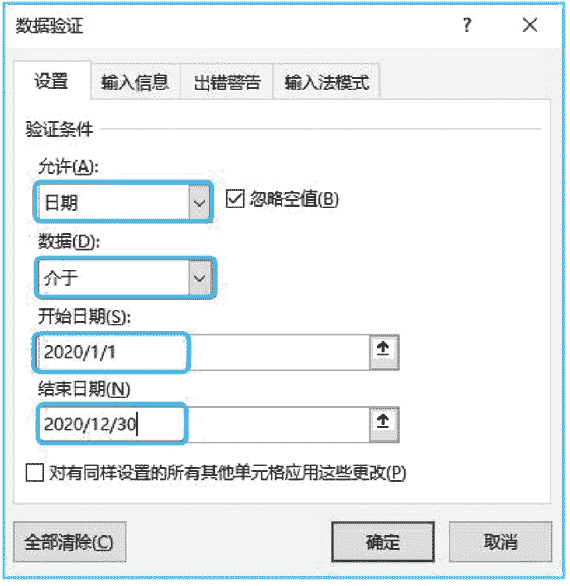 数据验证 ?
设置 输入信息 出错警告 输入法模式
验证条件
允许(A):
日期 忽略空值(B)
数据(D):
介于
开始日期(S):
2020/1/1
结束日期(N)
2020/12/30
对有同样设置的所有其他单元格应用这些更改(P)
全部清除(C) 确定 取消